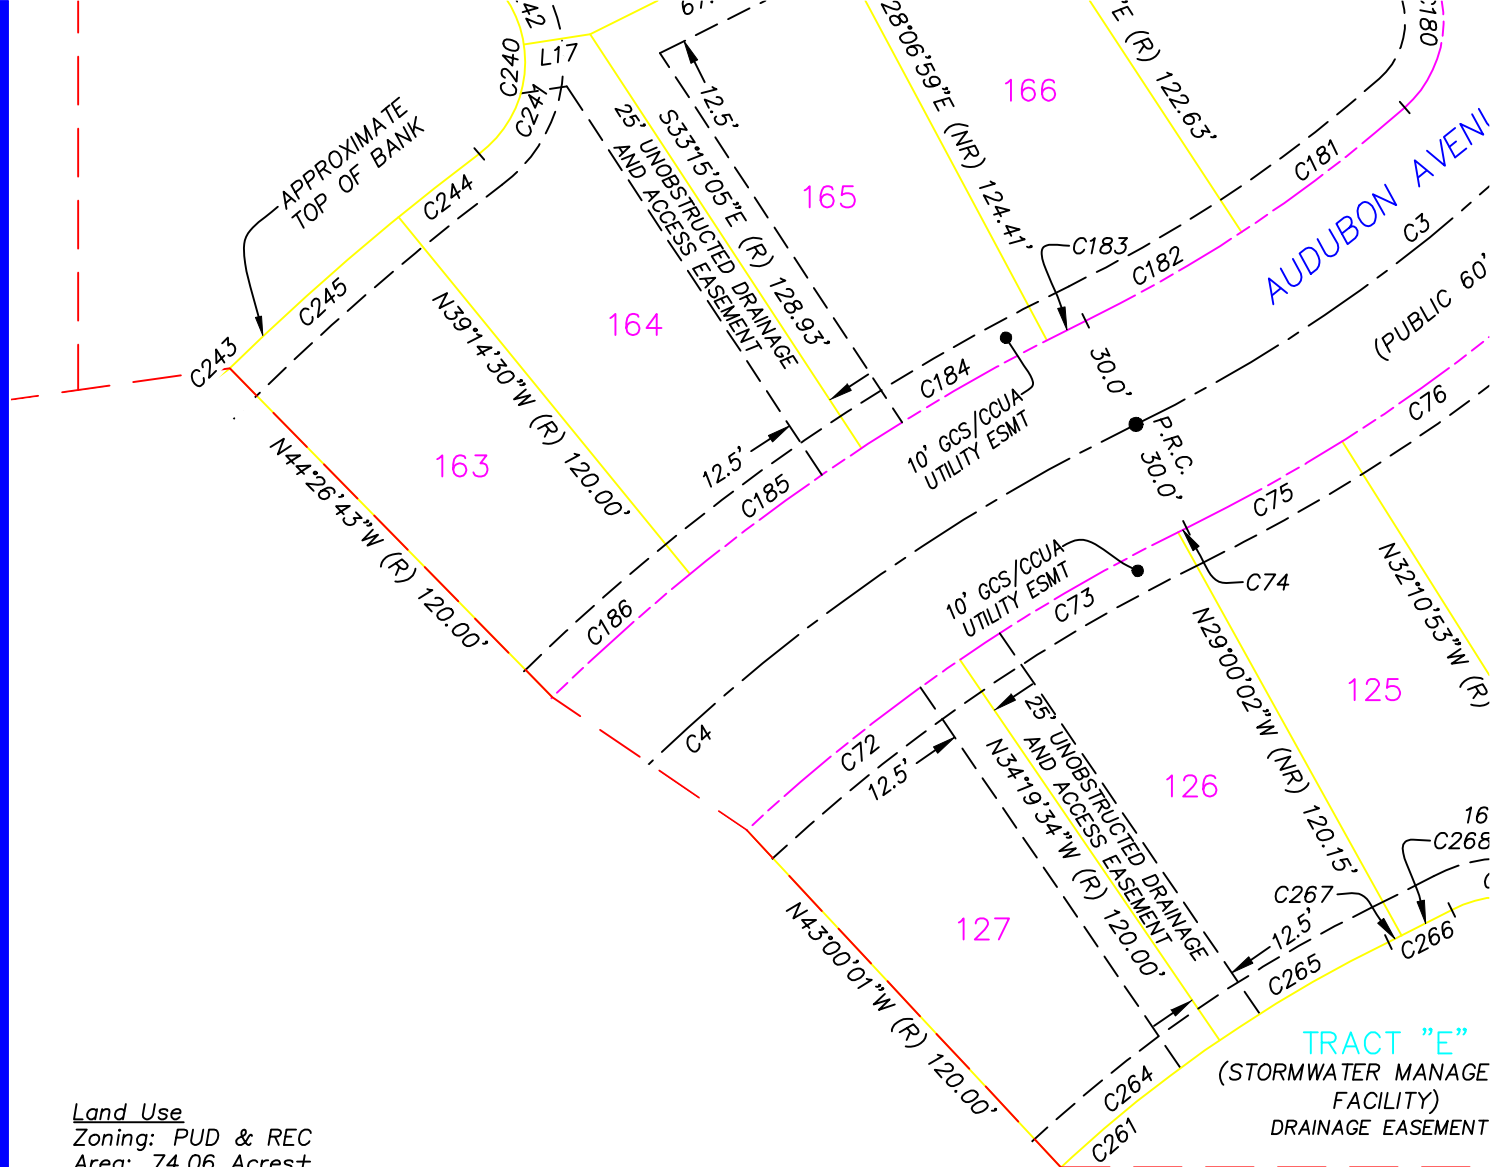 C240
L17
C241
APPROXIMATE
TOP OF BANK
C244
C245
C243
25' UNOBSTRUCTED DRAINAGE
AND ACCESS EASEMENT
S33°15'05"E (R) 128.93'
12.5'
165
28°06'59"E (NR) 124.41'
166
"E (R) 122.63'
C180
C181
C183
C182
AUDUBON
C3
(PUBLIC 60'
164
N39°14'30"W (R) 120.00'
163
N44°26'43"W (R) 120.00'
12.5'
C185
C184
10' GCS/CCUA
UTILITY ESMT
30.0'
P.R.C.
30.0'
C76
C75
C186
10' GCS/CCUA
UTILITY ESMT
C73
C74
C4
C72
12.5'
N29°00'02"W (NR) 120.15'
N32°10'53"W (R)
125
126
127
25' UNOBSTRUCTED DRAINAGE
AND ACCESS EASEMENT
N34°19'34"W (R) 120.00'
N43°00'01"W (R) 120.00'
16
C268
C267
12.5'
C266
C265
C264
C261
TRACT "E"
(STORMWATER MANAGE
FACILITY)
DRAINAGE EASEMENT
Land Use
Zoning: PUD & REC
Area: 74.06 Acres±